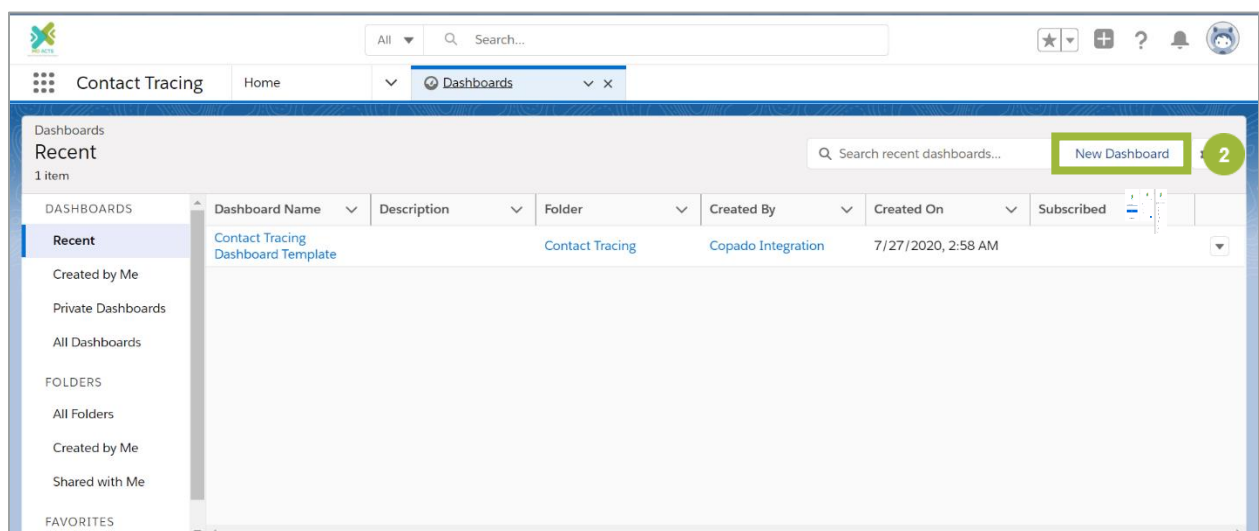 All
Search...
Contact Tracing
Home
Dashboards
Dashboards
Recent
1 item
Search recent dashboards...
New Dashboard
2
DASHBOARDS
Dashboard Name
Description
Folder
Created By
Created On
Subscribed
Recent
Contact Tracing
Dashboard Template
Contact Tracing
Copado Integration
7/27/2020, 2:58 AM
Created by Me
Private Dashboards
All Dashboards
FOLDERS
All Folders
Created by Me
Shared with Me
FAVORITES